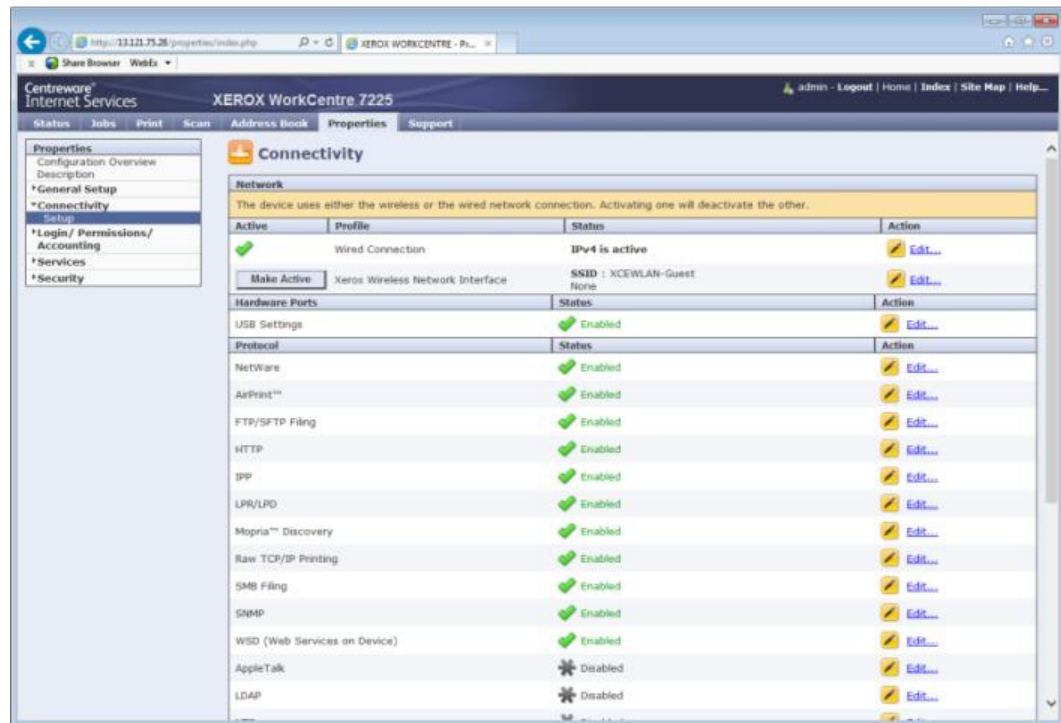 http://13.121.75.26/properties/index.php
XEROX WORKCENTRE - Pr...
x Share Browser WebEx
Centreware®
Internet Services
XEROX WorkCentre 7225
admin - Logout | Home | Index | Site Map | Help...
Status Jobs Print Scan Address Book Properties Support
Properties
Configuration Overview
Description
General Setup
Connectivity
Setup
Login/ Permissions/
Accounting
Services
Security
Connectivity
Network
The device uses either the wireless or the wired network connection. Activating one will deactivate the other.
Active Profile Status Action
Wired Connection IPv4 is active Edit...
Make Active Xerox Wireless Network Interface SSID : XCEWLAN-Guest Edit...
None
Hardware Ports Status Action
USB Settings Enabled Edit...
Protocol Status Action
NetWare Enabled Edit...
AirPrint™ Enabled Edit...
FTP/SFTP Filing Enabled Edit...
HTTP Enabled Edit...
IPP Enabled Edit...
LPR/LPD Enabled Edit...
Mopria™ Discovery Enabled Edit...
Raw TCP/IP Printing Enabled Edit...
SMB Filing Enabled Edit...
SNMP Enabled Edit...
WSD (Web Services on Device) Enabled Edit...
AppleTalk Disabled Edit...
LDAP Disabled Edit...